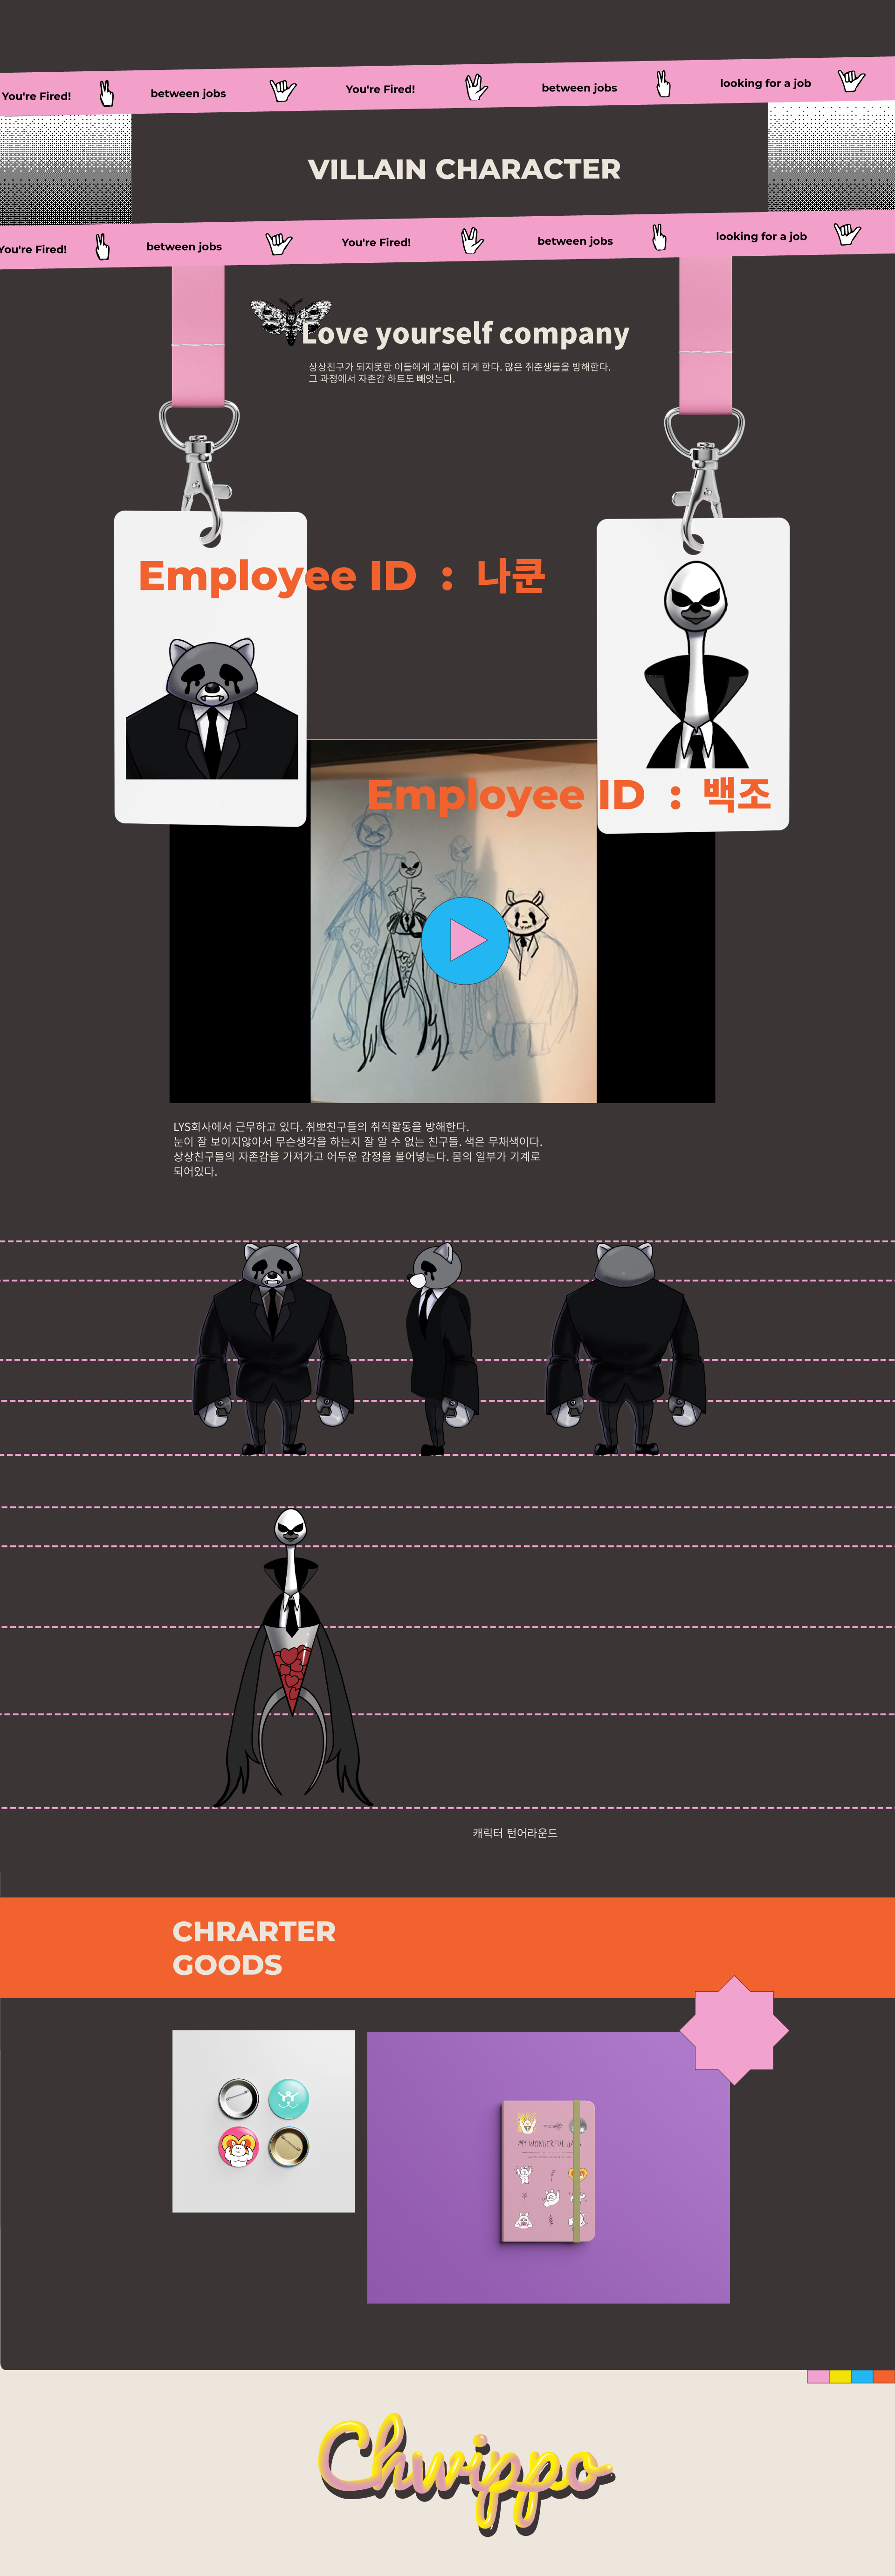 You're Fired! between jobs You're Fired! between jobs looking for a job
VILLAIN CHARACTER
You're Fired! between jobs You're Fired! between jobs looking for a job
Love yourself company
상상친구가 되지못한 이들에게 괴물이 되게 한다. 많은 취준생들을 방해한다.
그 과정에서 자존감 하트도 빼앗는다.
Employee ID : 나쿤
Employee ID : 백조
LYS회사에서 근무하고 있다. 취뽀친구들의 취직활동을 방해한다.
눈이 잘 보이지않아서 무슨생각을 하는지 잘 알 수 없는 친구들. 색은 무채색이다.
상상친구들의 자존감을 가져가고 어두운 감정을 불어넣는다. 몸의 일부가 기계로
되어있다.
캐릭터 턴어라운드
CHRARTER
GOODS
MY WONDERFUL
Chwippo